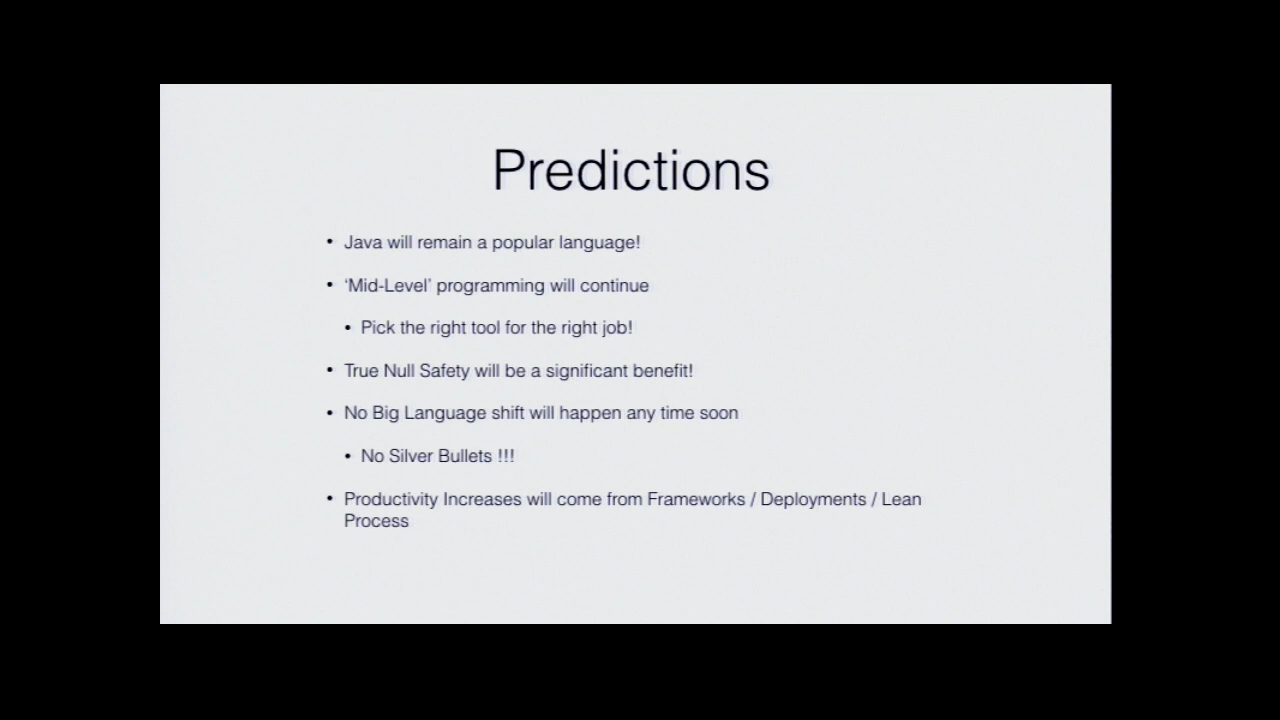 Predictions
• Java will remain a popular language!
• ‘Mid-Level’ programming will continue
• Pick the right tool for the right job!
• True Null Safety will be a significant benefit!
• No Big Language shift will happen any time soon
• No Silver Bullets !!!
• Productivity Increases will come from Frameworks / Deployments / Lean
Process